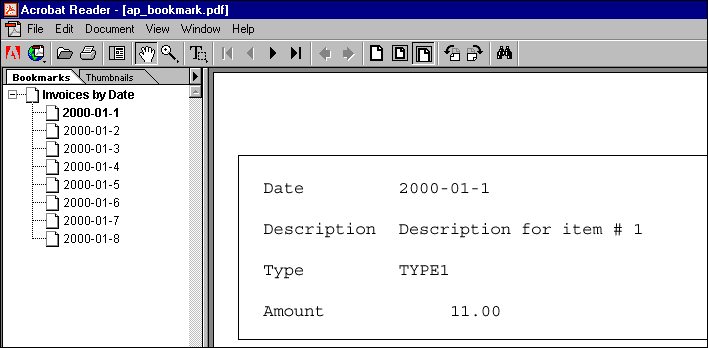 Acrobat Reader - [ap_bookmark.pdf]
File Edit Document View Window Help
Bookmarks Thumbnails
Invoices by Date
2000-01-1
2000-01-2
2000-01-3
2000-01-4
2000-01-5
2000-01-6
2000-01-7
2000-01-8
Date 2000-01-1
Description Description for item # 1
Type TYPE1
Amount 11.00